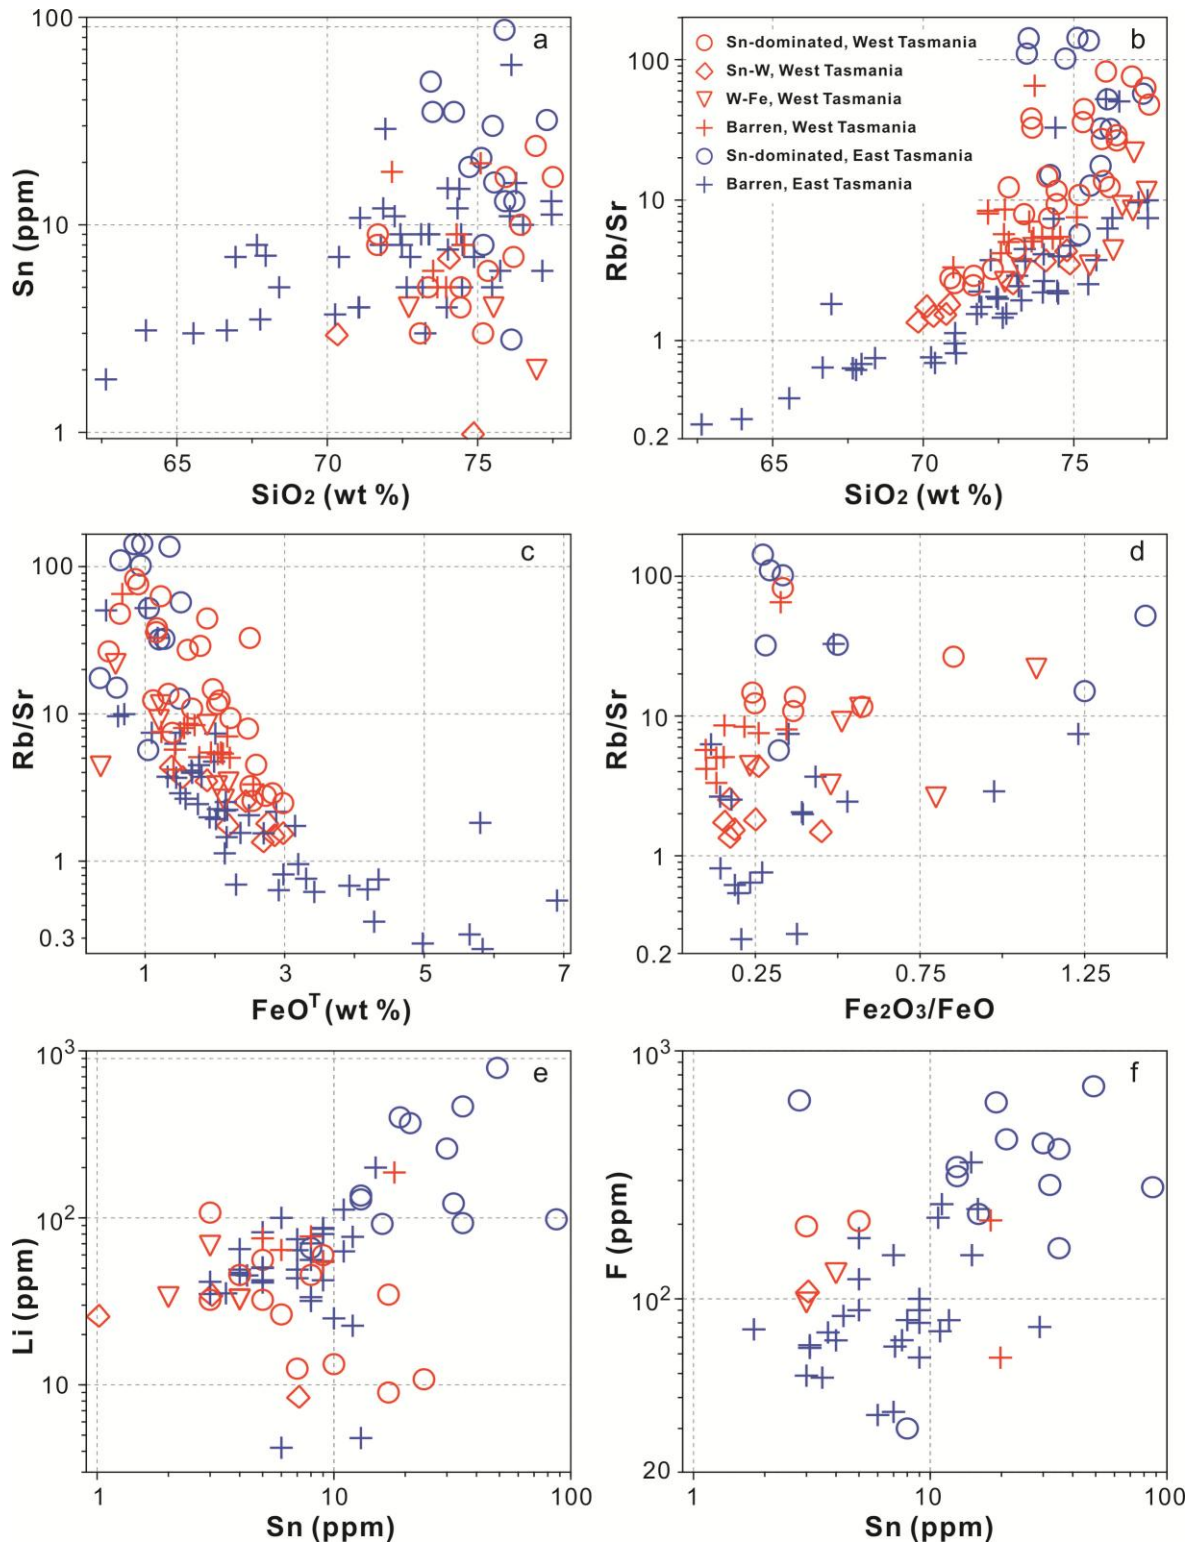 a
100
10
1
Sn (ppm)
65 70 75
SiO₂ (wt %)
b
Sn-dominated, West Tasmania
Sn-W, West Tasmania
W-Fe, West Tasmania
Barren, West Tasmania
Sn-dominated, East Tasmania
Barren, East Tasmania
100
10
1
0.2
Rb/Sr
65 70 75
SiO₂ (wt %)
c
100
10
1
0.3
Rb/Sr
1 3 5 7
FeOᵀ (wt %)
d
100
10
1
0.2
Rb/Sr
0.25 0.75 1.25
Fe₂O₃/FeO
e
10³
10²
10
Li (ppm)
1 10 100
Sn (ppm)
f
10³
10²
20
F (ppm)
1 10 100
Sn (ppm)